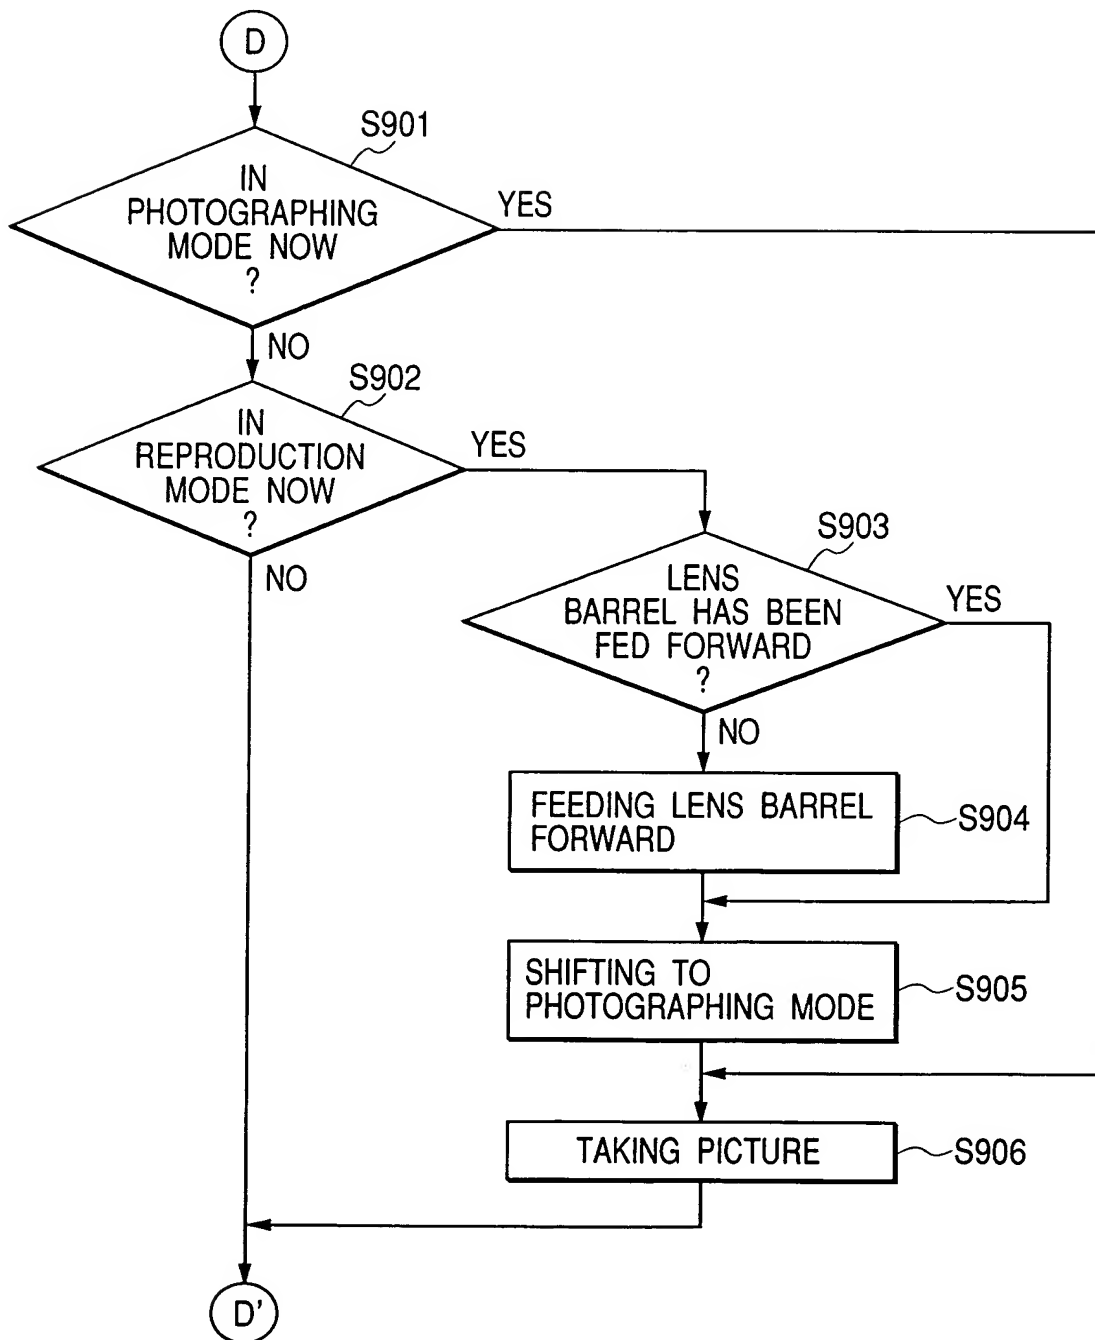 D
S901
IN
PHOTOGRAPHING
MODE NOW
?
YES
NO
S902
IN
REPRODUCTION
MODE NOW
?
YES
NO
S903
LENS
BARREL HAS BEEN
FED FORWARD
?
YES
NO
FEEDING LENS BARREL
FORWARD
S904
SHIFTING TO
PHOTOGRAPHING MODE
S905
TAKING PICTURE
S906
D'